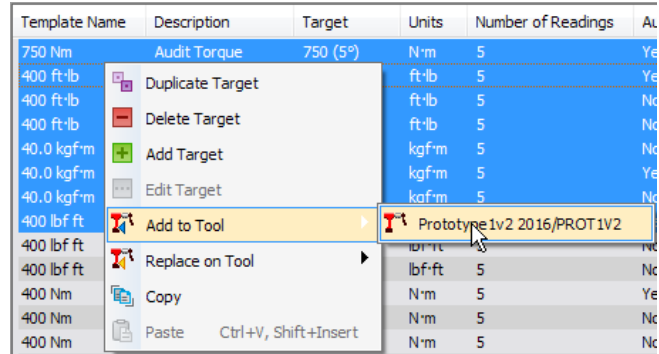 Template Name Description Target Units Number of Readings Au
750 Nm Audit Torque 750 (5°) N·m 5 Ye
400 ft·lb ft·lb 5 Ye
Duplicate Target
400 ft·lb ft·lb 5 No
Delete Target
400 ft·lb ft·lb 5 No
40.0 kgf·m kgf·m 5 Ye
Add Target
40.0 kgf·m kgf·m 5 No
Edit Target
40.0 kgf·m kgf·m 5 No
400 lbf ft
Add to Tool Prototype1v2 2016/PROT1V2
400 lbf ft lbf·ft 5 No
Replace on Tool
400 lbf ft lbf·ft 5 No
400 Nm N·m 5 Ye
Copy
400 Nm N·m 5 No
Paste Ctrl+V, Shift+Insert
400 Nm N·m 5 No